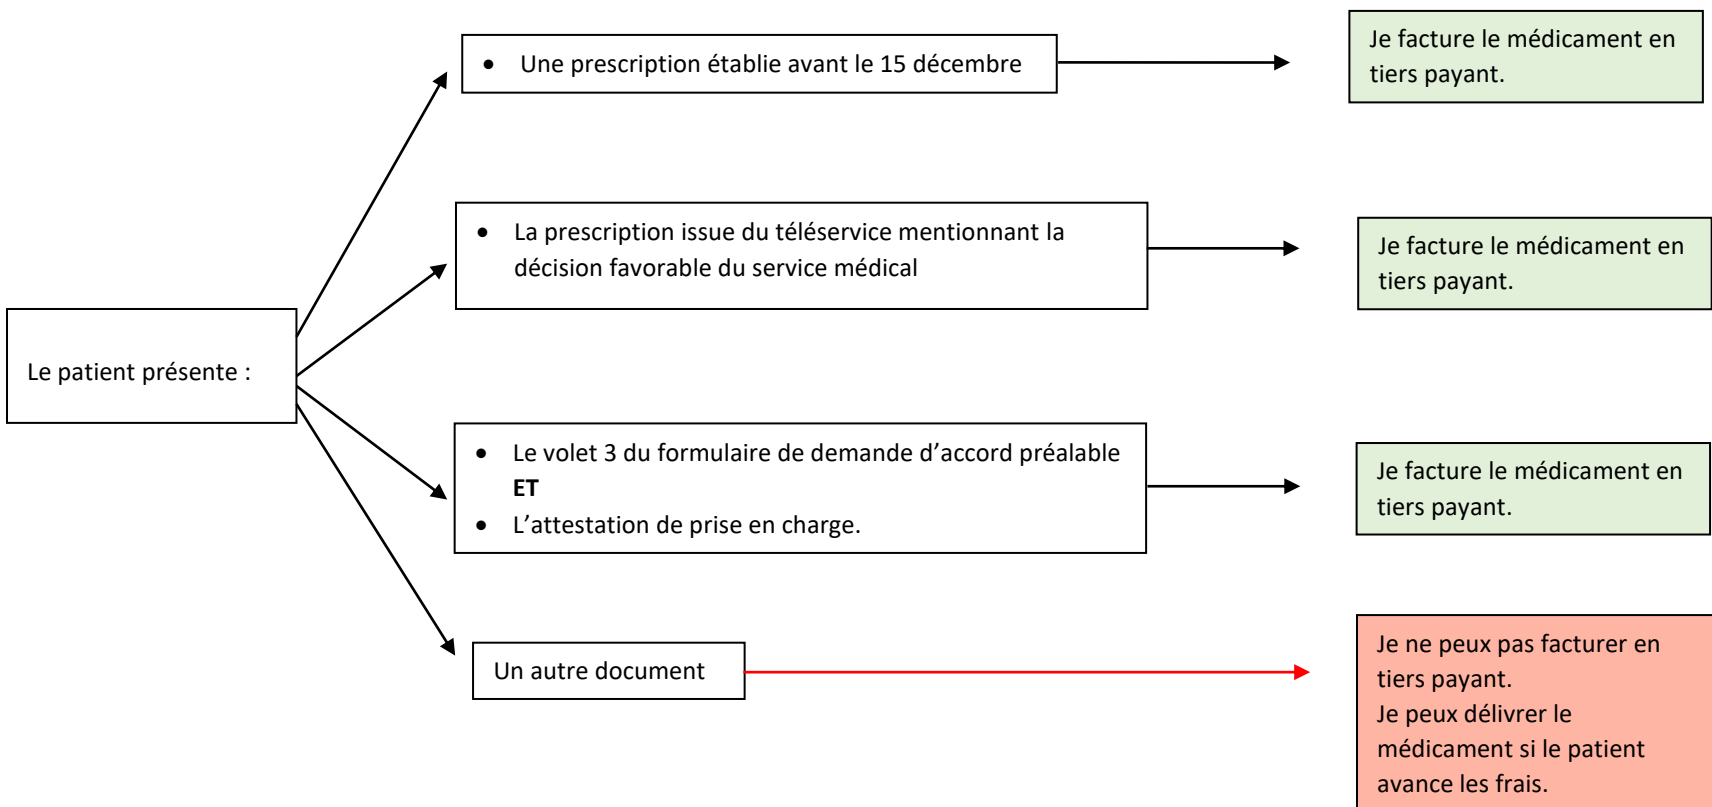 Le patient présente :
• Une prescription établie avant le 15 décembre
Je facture le médicament en
tiers payant.
• La prescription issue du téléservice mentionnant la
décision favorable du service médical
Je facture le médicament en
tiers payant.
• Le volet 3 du formulaire de demande d’accord préalable
ET
• L’attestation de prise en charge.
Je facture le médicament en
tiers payant.
Un autre document
Je ne peux pas facturer en
tiers payant.
Je peux délivrer le
médicament si le patient
avance les frais.